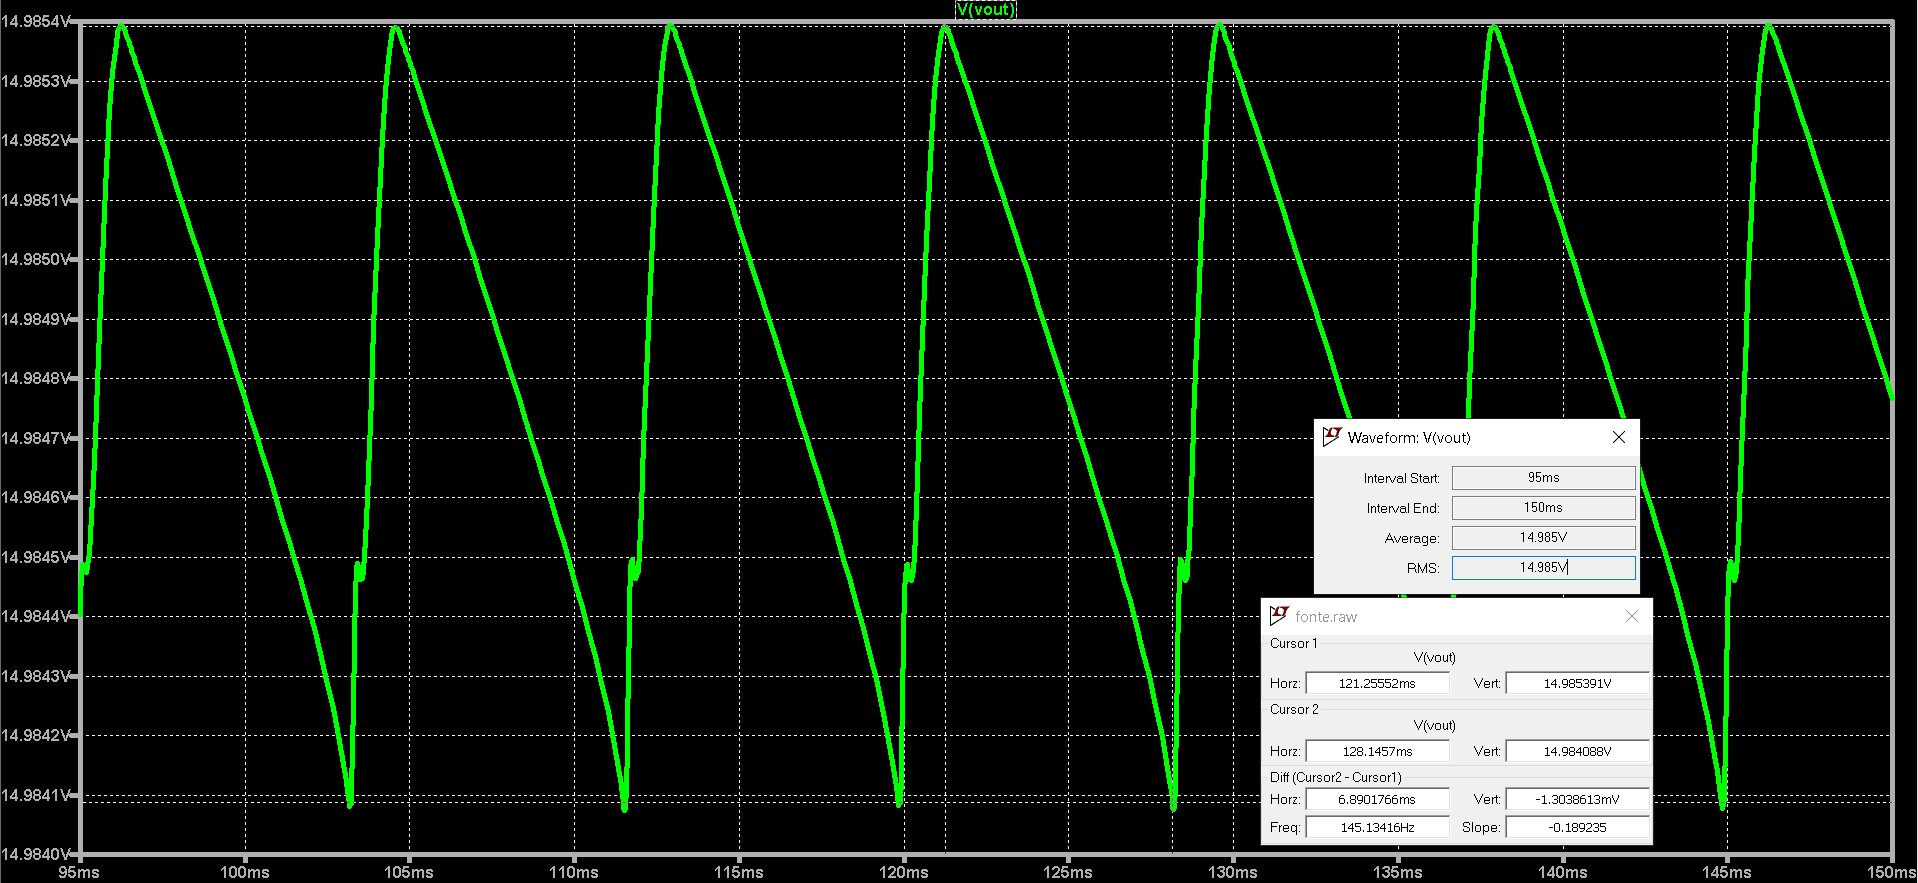 V(vout)
14.9854V
14.9853V
14.9852V
14.9851V
14.9850V
14.9849V
14.9848V
14.9847V
14.9846V
14.9845V
14.9844V
14.9843V
14.9842V
14.9841V
14.9840V
95ms 100ms 105ms 110ms 115ms 120ms 125ms 130ms 135ms 140ms 145ms 150ms
Waveform: V(vout)
Interval Start: 95ms
Interval End: 150ms
Average: 14.985V
RMS: 14.985V
fonte.raw
Cursor 1
V(vout)
Horz: 121.25552ms Vert: 14.985391V
Cursor 2
V(vout)
Horz: 128.1457ms Vert: 14.984088V
Diff (Cursor2 - Cursor1)
Horz: 6.8901766ms Vert: -1.3038613mV
Freq: 145.13416Hz Slope: -0.189235